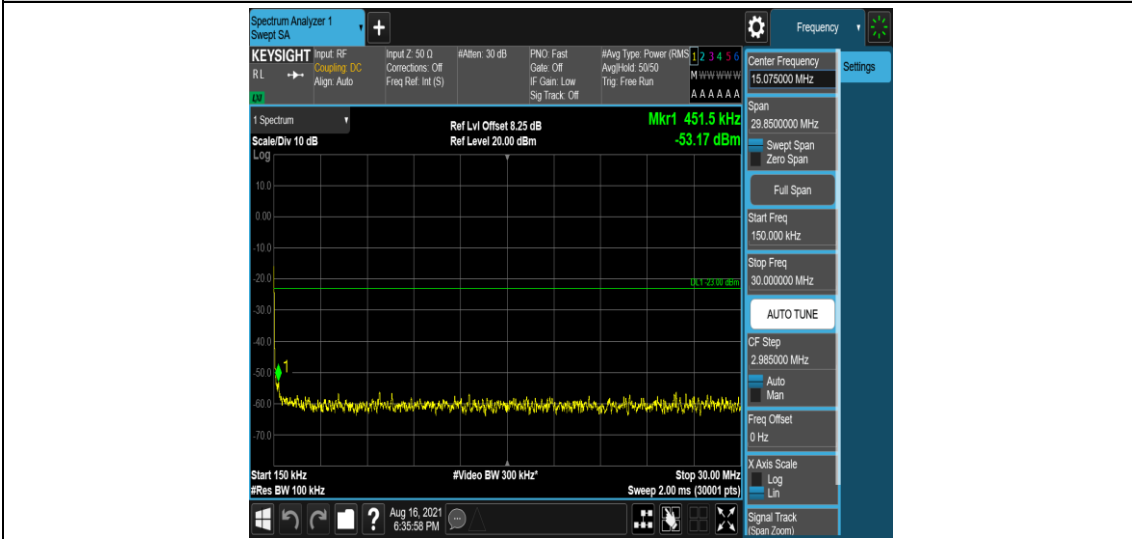 Spectrum Analyzer 1
Swept SA
+
Frequency
KEYSIGHT
RL
LXI
Input: RF
Coupling: DC
Align: Auto
Input Z: 50 Ω
Corrections: Off
Freq Ref: Int (S)
#Atten: 30 dB
PNO: Fast
Gate: Off
IF Gain: Low
Sig Track: Off
#Avg Type: Power (RMS
Avg|Hold: 50/50
Trig: Free Run
1 2 3 4 5 6
M W W W W W
A A A A A A
1 Spectrum
Scale/Div 10 dB
Log
Ref Lvl Offset 8.25 dB
Ref Level 20.00 dBm
Mkr1 451.5 kHz
-53.17 dBm
10.0
0.00
-10.0
-20.0
-30.0
-40.0
-50.0
-60.0
-70.0
DL1 -23.00 dBm
1
Start 150 kHz
#Res BW 100 kHz
#Video BW 300 kHz*
Stop 30.00 MHz
Sweep 2.00 ms (30001 pts)
?
Aug 16, 2021
6:35:58 PM
Center Frequency
15.075000 MHz
Settings
Span
29.8500000 MHz
Swept Span
Zero Span
Full Span
Start Freq
150.000 kHz
Stop Freq
30.000000 MHz
AUTO TUNE
CF Step
2.985000 MHz
Auto
Man
Freq Offset
0 Hz
X Axis Scale
Log
Lin
Signal Track
(Span Zoom)